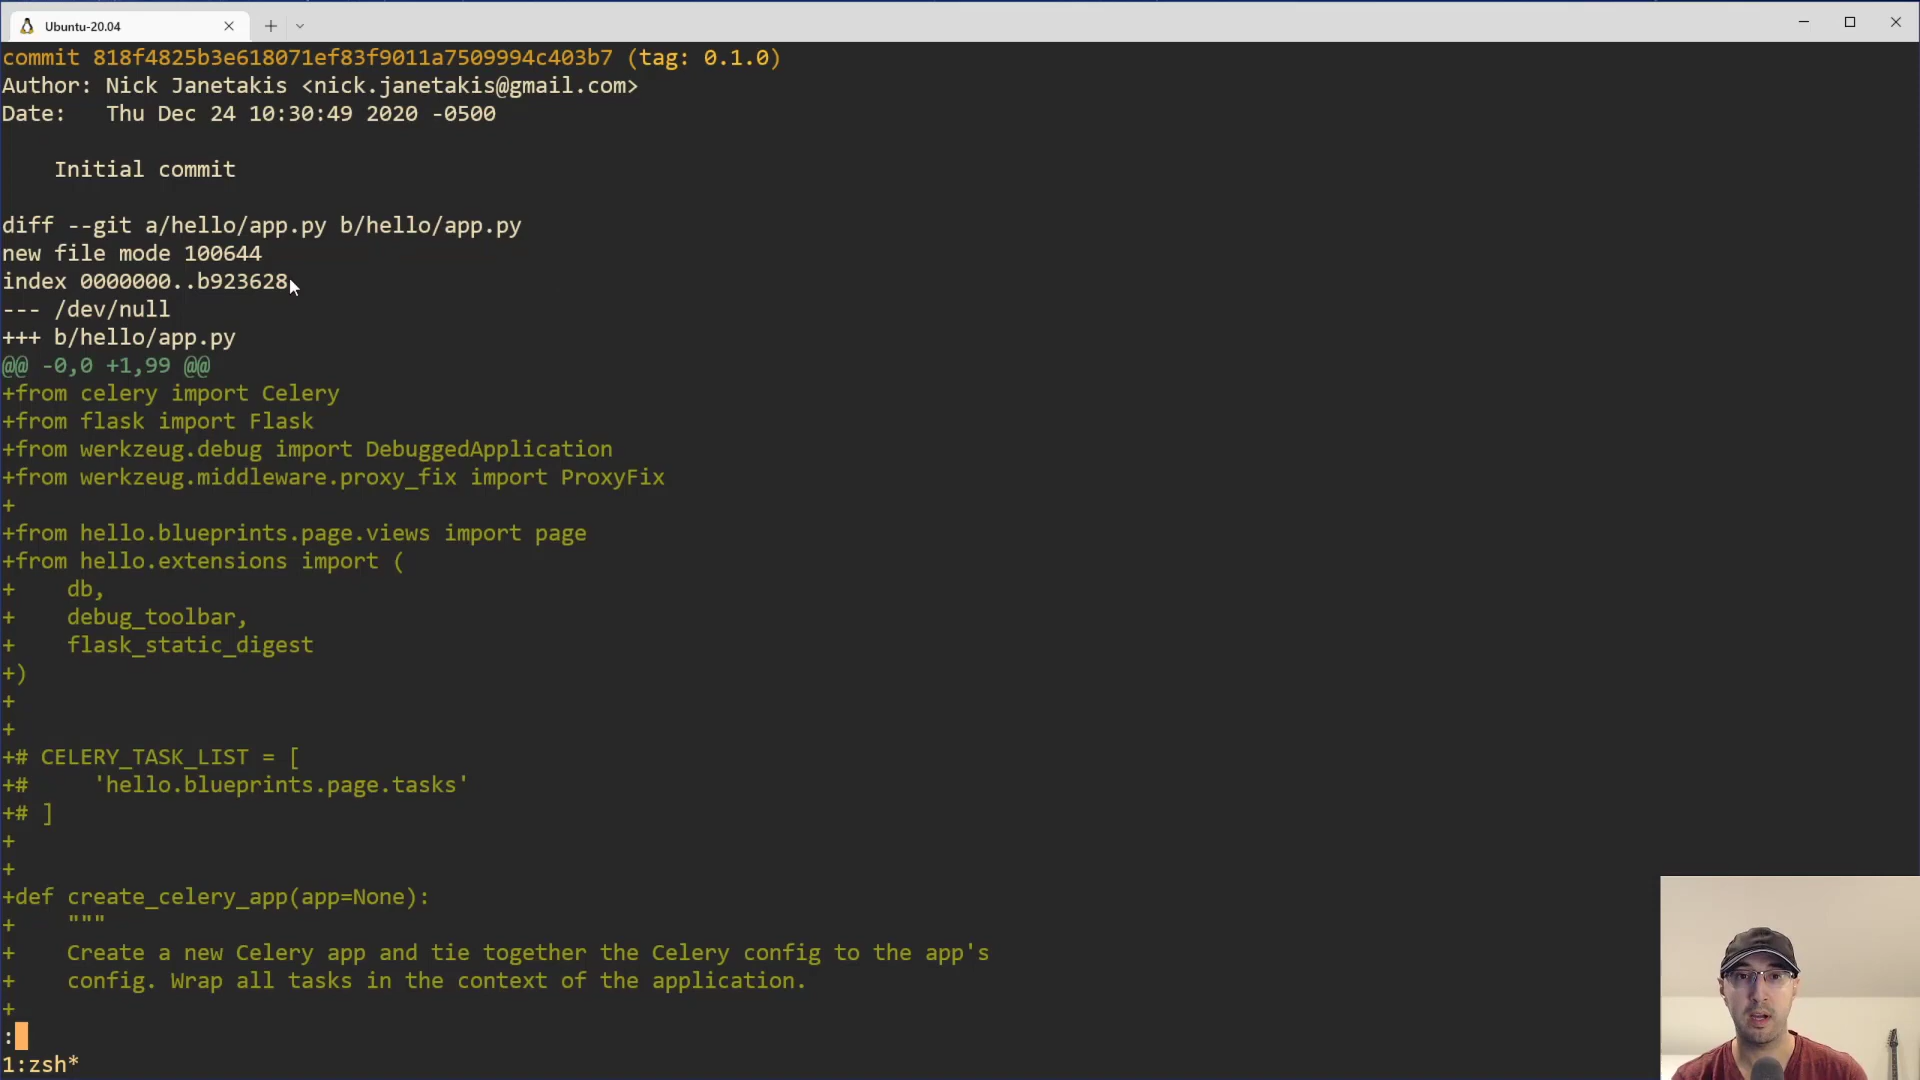 Ubuntu-20.04
commit 818f4825b3e618071ef83f9011a7509994c403b7 (tag: 0.1.0)
Author: Nick Janetakis <nick.janetakis@gmail.com>
Date:   Thu Dec 24 10:30:49 2020 -0500
    Initial commit
diff --git a/hello/app.py b/hello/app.py
new file mode 100644
index 0000000..b923628
--- /dev/null
+++ b/hello/app.py
@@ -0,0 +1,99 @@
+from celery import Celery
+from flask import Flask
+from werkzeug.debug import DebuggedApplication
+from werkzeug.middleware.proxy_fix import ProxyFix
+
+from hello.blueprints.page.views import page
+from hello.extensions import (
+    db,
+    debug_toolbar,
+    flask_static_digest
+)
+
+
+# CELERY_TASK_LIST = [
+#     'hello.blueprints.page.tasks'
+# ]
+
+
+def create_celery_app(app=None):
+    """
+    Create a new Celery app and tie together the Celery config to the app's
+    config. Wrap all tasks in the context of the application.
+
:
1:zsh*